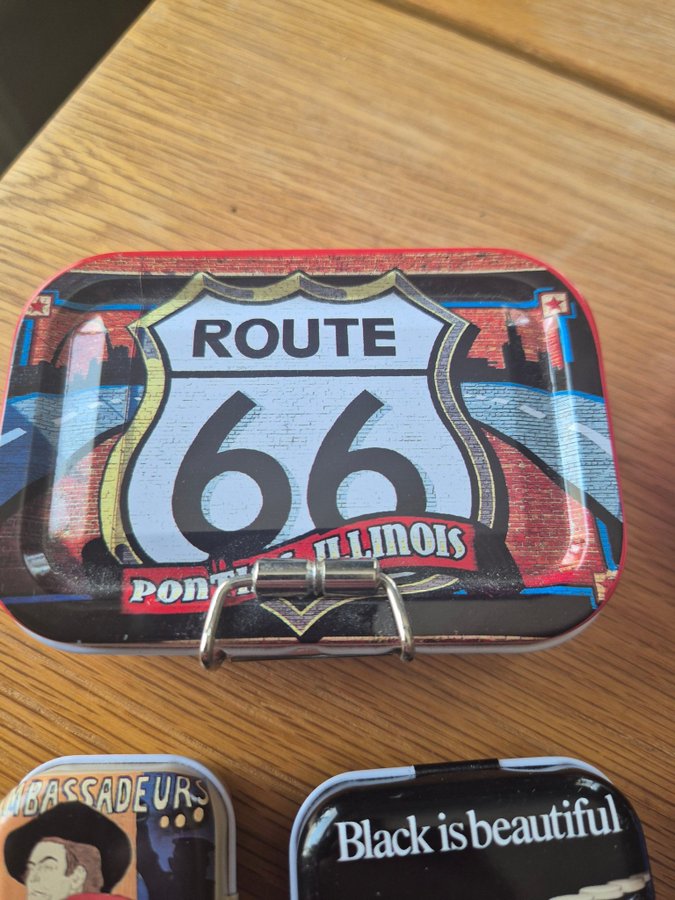 ROUTE
66
ILLINOIS
Black is beautiful